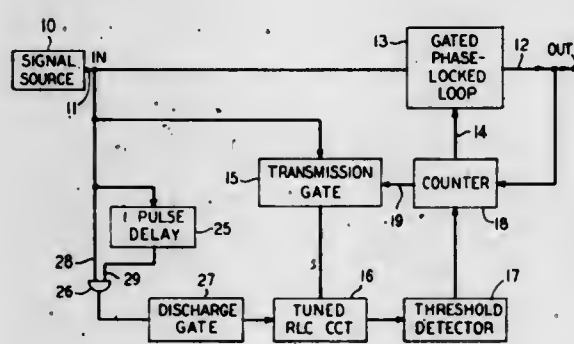 10
SIGNAL
SOURCE
IN
11
13
GATED
PHASE-
LOCKED
LOOP
12
OUT
14
15
TRANSMISSION
GATE
19
COUNTER
18
1 PULSE
DELAY
25
28
29
26
27
DISCHARGE
GATE
16
TUNED
RLC CCT
17
THRESHOLD
DETECTOR